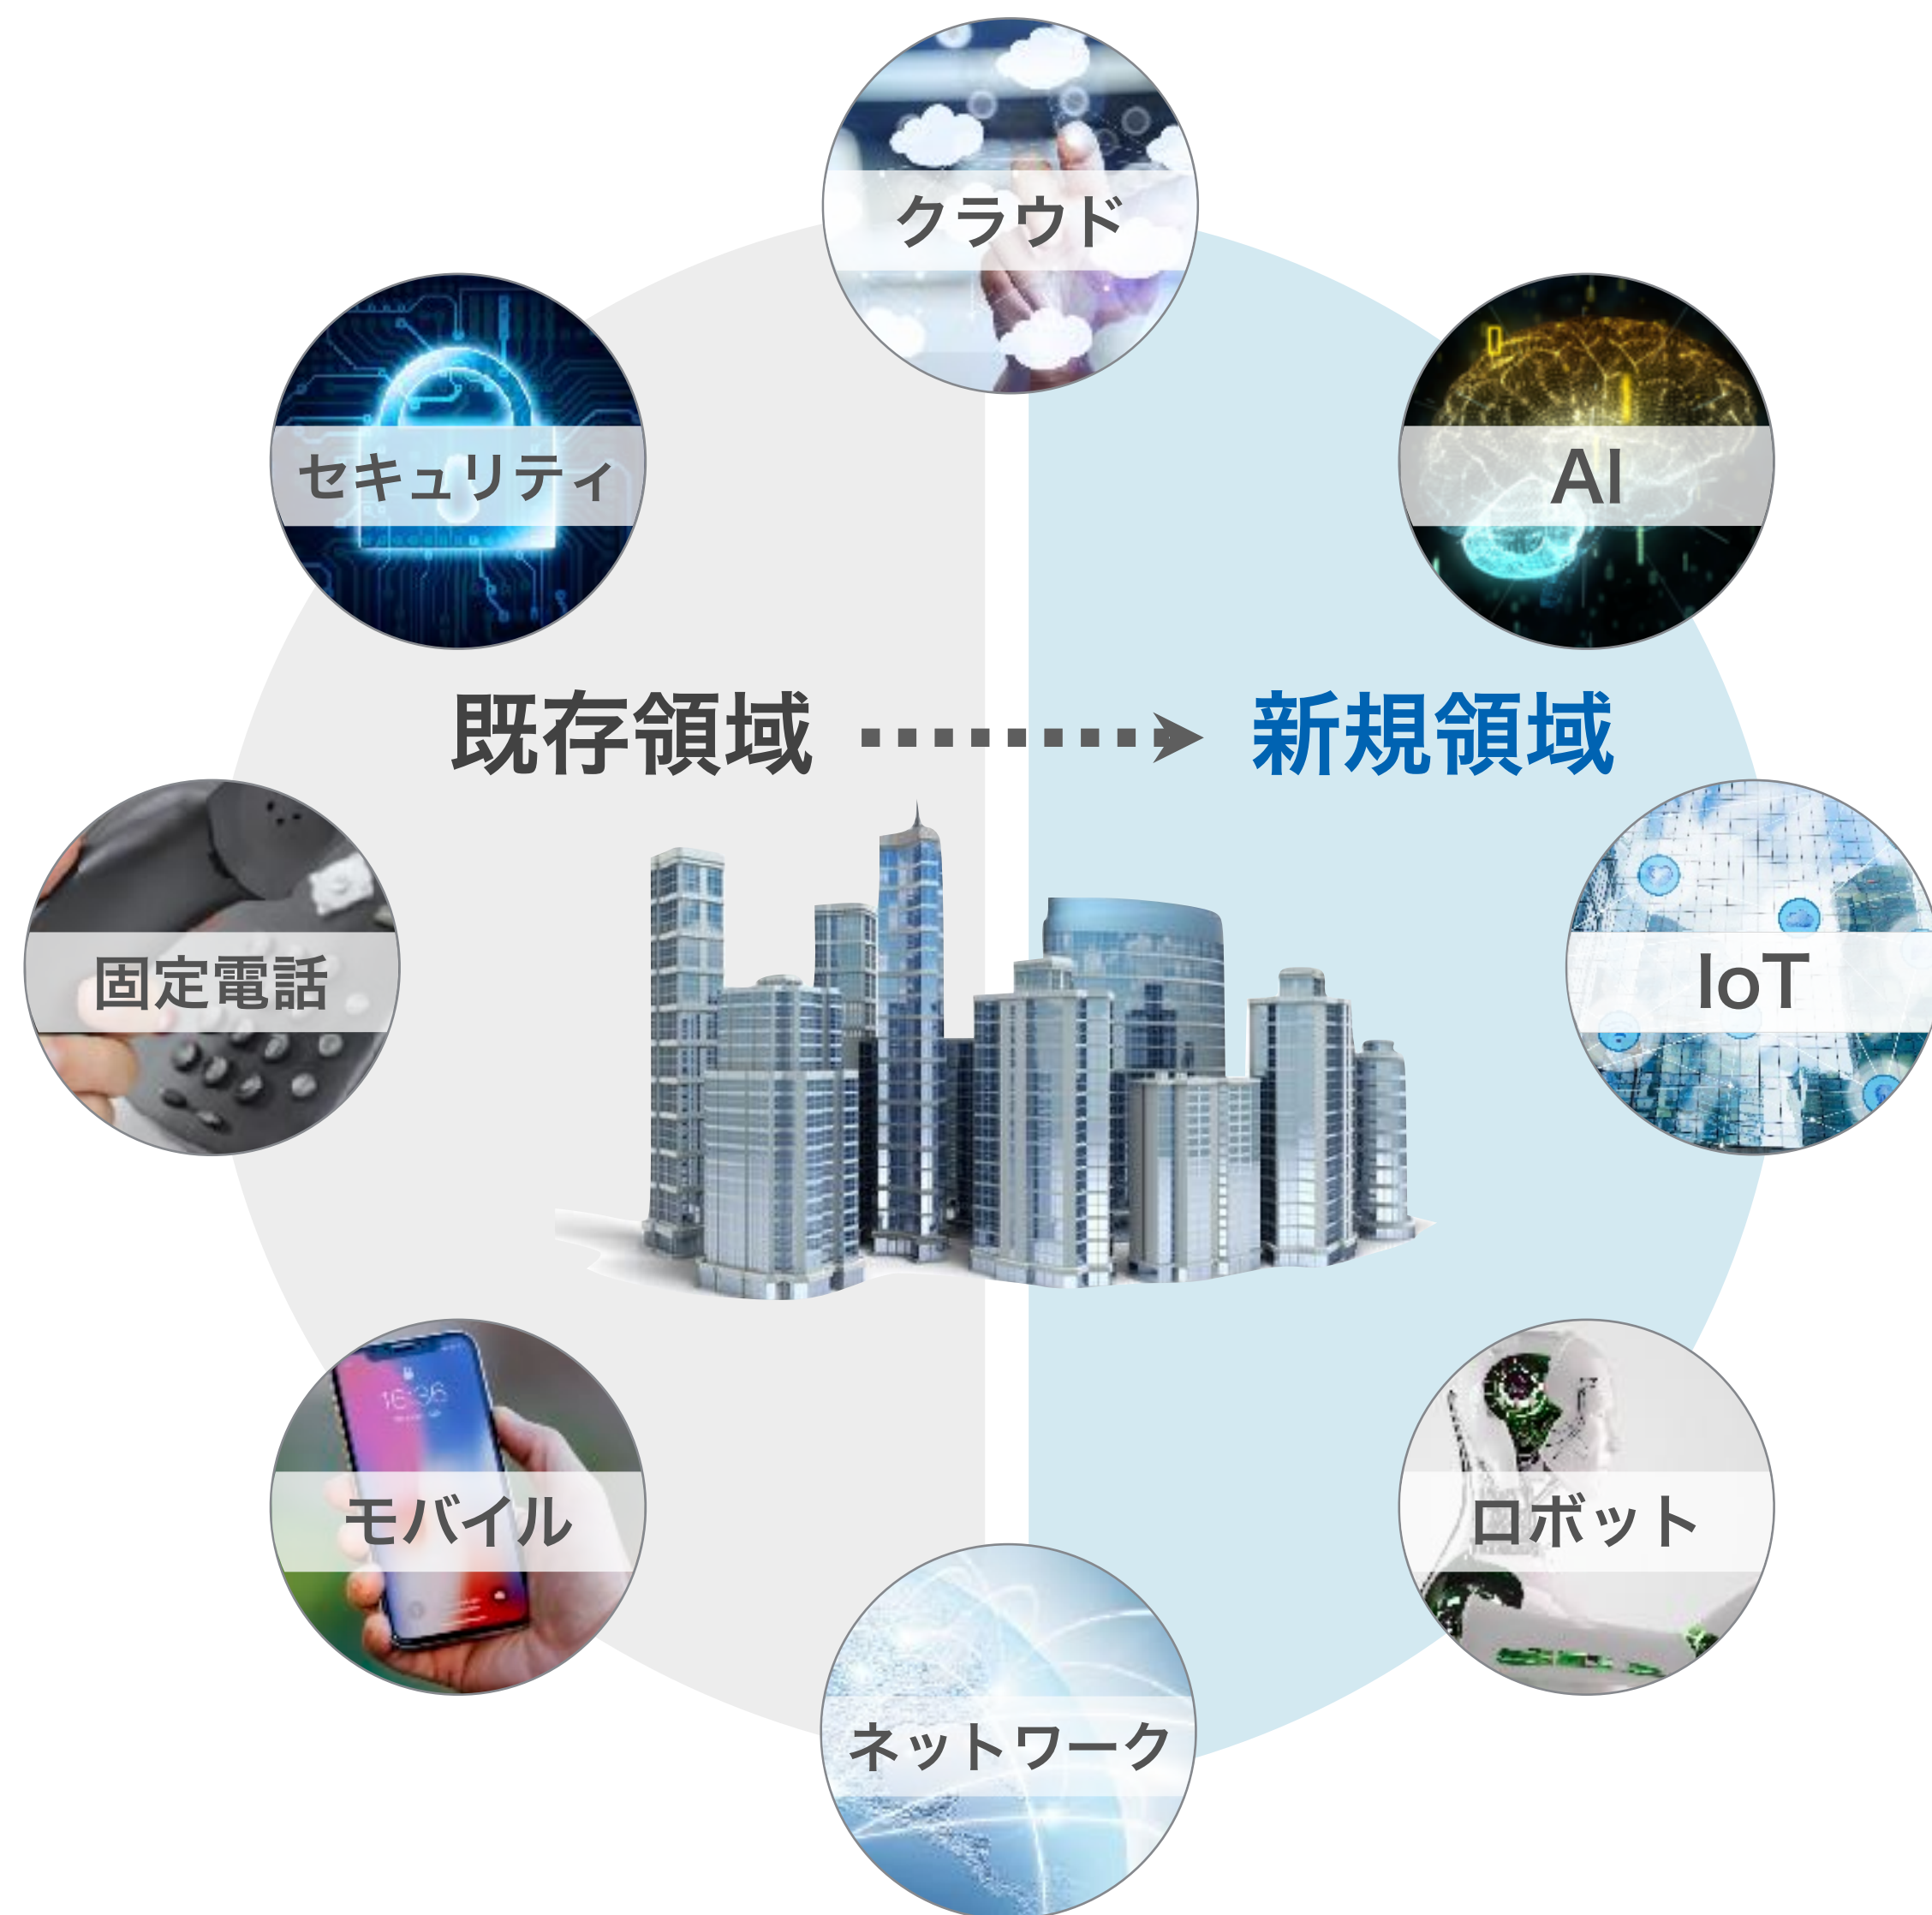 クラウド
セキュリティ
AI
既存領域
新規領域
固定電話
IoT
16:36
モバイル
ロボット
ネットワーク